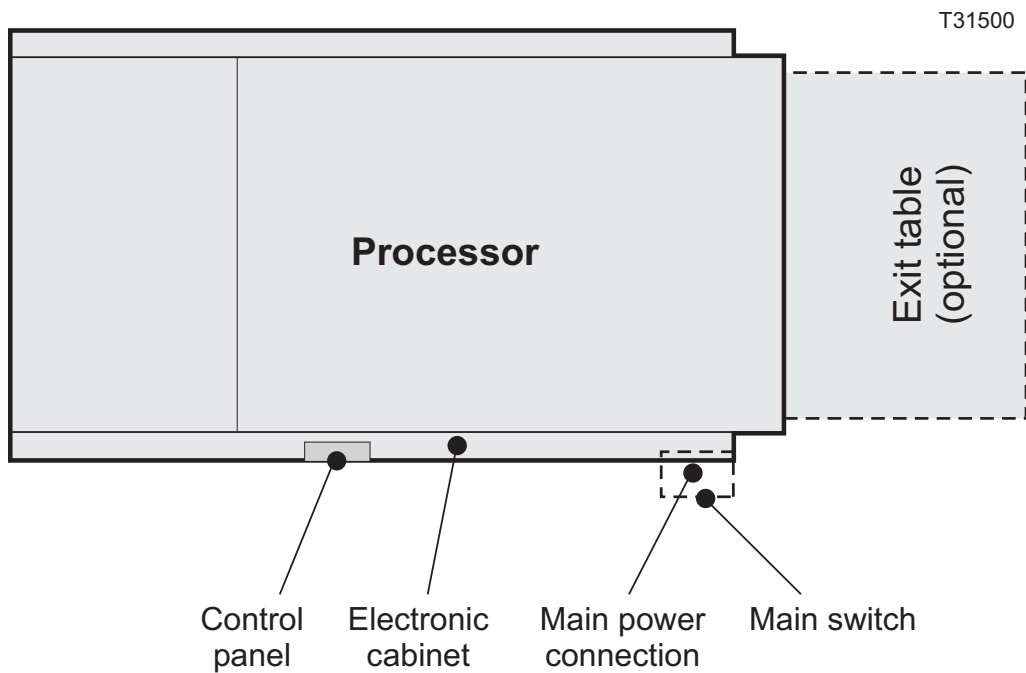 T31500
Processor
Exit table
(optional)
Control
panel
Electronic
cabinet
Main power
connection
Main switch